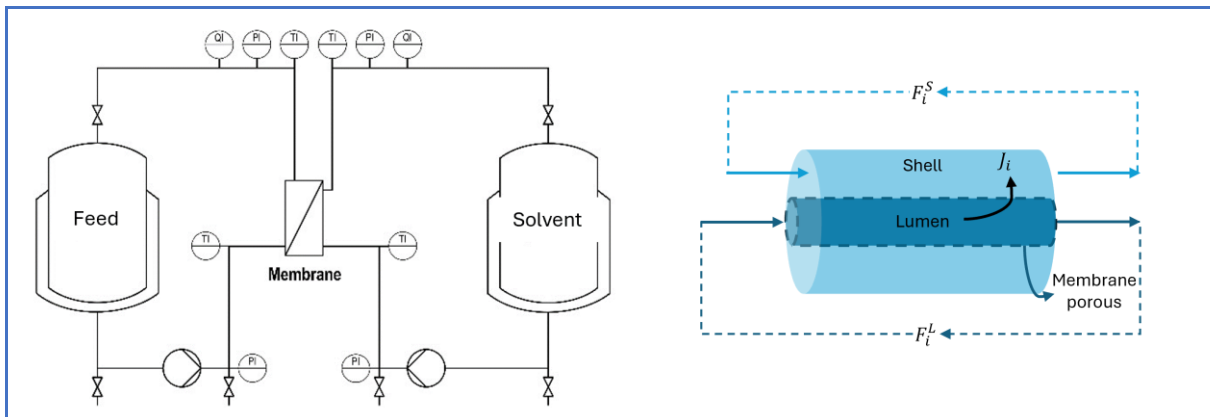 QI PI TI TI PI QI
Feed
Solvent
TI
TI
Membrane
PI
PI
F_i^S
Shell
J_i
Lumen
Membrane
porous
F_i^L